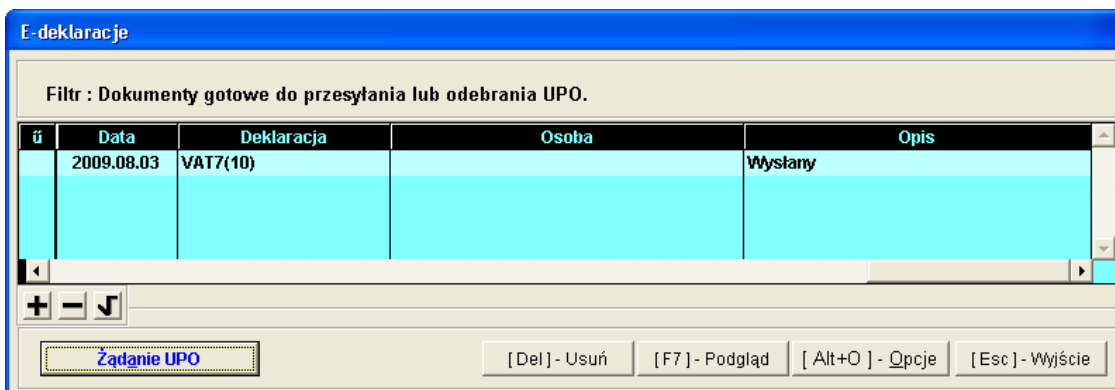 E-deklaracje
Filtr : Dokumenty gotowe do przesyłania lub odebrania UPO.
ű Data Deklaracja Osoba Opis
2009.08.03 VAT7(10) Wysłany
Żądanie UPO [ Del ] - Usuń [ F7 ] - Podgląd [ Alt+O ] - Opcje [ Esc ] - Wyjście